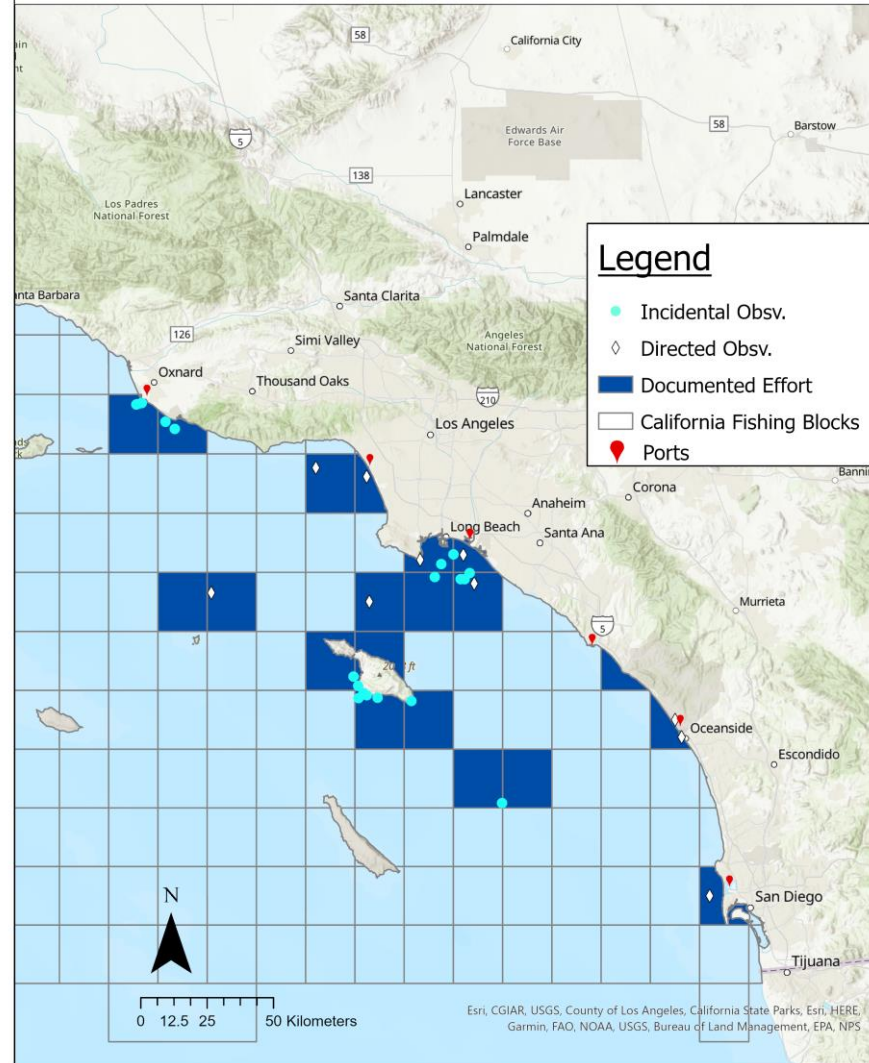 58
California City
5
Edwards Air
Force Base
58
Barstow
138
Los Padres
National Forest
Lancaster
Palmdale
Legend
Incidental Obsv.
Directed Obsv.
Documented Effort
California Fishing Blocks
Ports
anta Barbara
Santa Clarita
126
Simi Valley
Angeles
National Forest
Oxnard
Thousand Oaks
210
Los Angeles
Bannin
Corona
Anaheim
Long Beach
Santa Ana
Murrieta
5
Oceanside
Escondido
San Diego
N
Tijuana
0 12.5 25 50 Kilometers
Esri, CGIAR, USGS, County of Los Angeles, California State Parks, Esri, HERE,
Garmin, FAO, NOAA, USGS, Bureau of Land Management, EPA, NPS